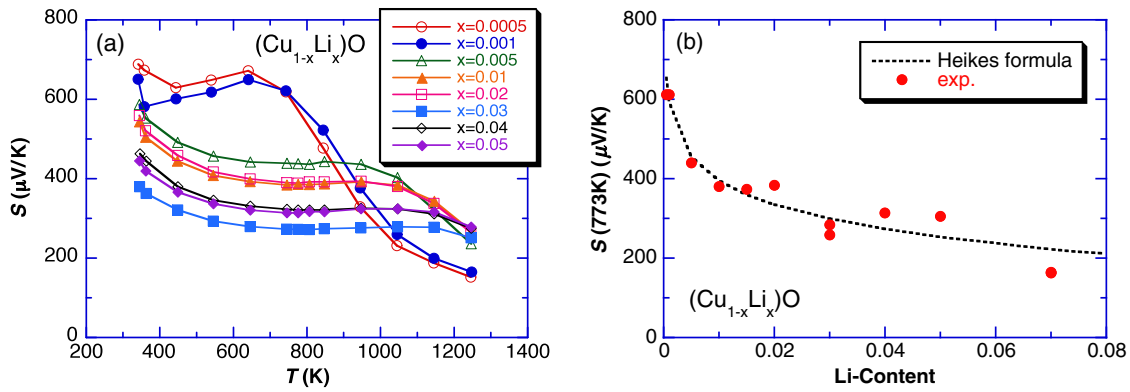 (a)
(Cu1-xLix)O
x=0.0005
x=0.001
x=0.005
x=0.01
x=0.02
x=0.03
x=0.04
x=0.05
800
600
400
200
0
S (μV/K)
200 400 600 800 1000 1200 1400
T (K)
(b)
Heikes formula
exp.
800
600
400
200
0
S (773K) (μV/K)
(Cu1-xLix)O
0 0.02 0.04 0.06 0.08
Li-Content